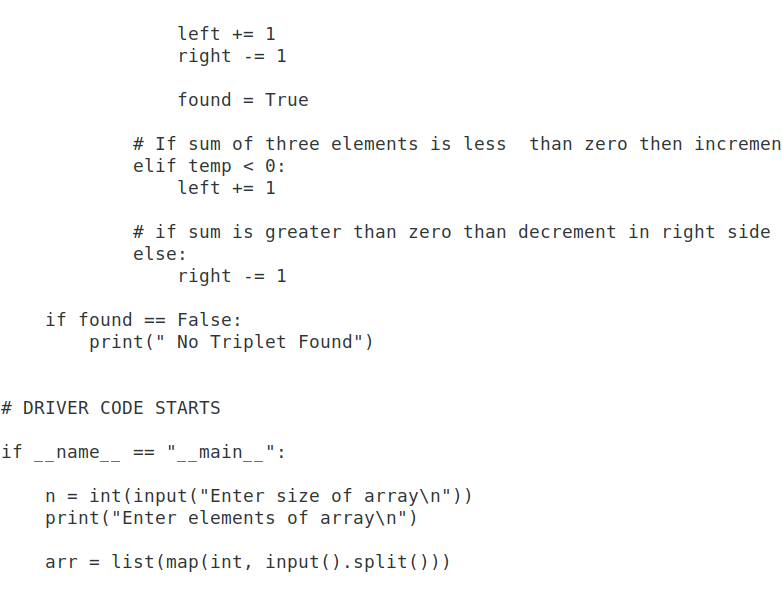 left += 1
right -= 1
found = True
# If sum of three elements is less  than zero then incremen
elif temp < 0:
left += 1
# if sum is greater than zero than decrement in right side
else:
right -= 1
if found == False:
print(" No Triplet Found")
# DRIVER CODE STARTS
if __name__ == "__main__":
n = int(input("Enter size of array\n"))
print("Enter elements of array\n")
arr = list(map(int, input().split()))